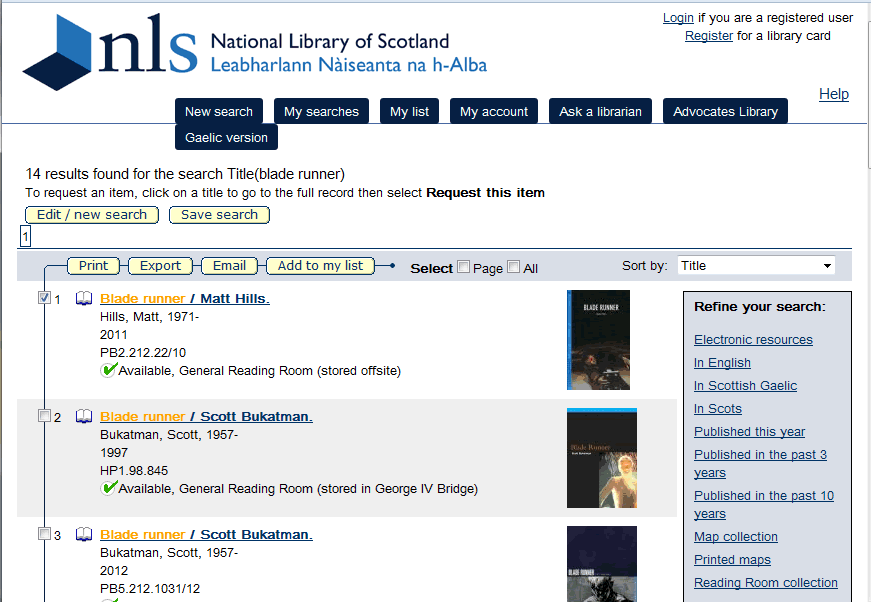 nls National Library of Scotland
Leabharlann Nàiseanta na h-Alba
Login if you are a registered user
Register for a library card
Help
New search My searches My list My account Ask a librarian Advocates Library
Gaelic version
14 results found for the search Title(blade runner)
To request an item, click on a title to go to the full record then select Request this item
Edit / new search Save search
1
Print Export Email Add to my list Select Page All Sort by: Title
1 Blade runner / Matt Hills.
Hills, Matt, 1971-
2011
PB2.212.22/10
Available, General Reading Room (stored offsite)
BLADE RUNNER
2 Blade runner / Scott Bukatman.
Bukatman, Scott, 1957-
1997
HP1.98.845
Available, General Reading Room (stored in George IV Bridge)
Blade Runner
3 Blade runner / Scott Bukatman.
Bukatman, Scott, 1957-
2012
PB5.212.1031/12
BLADE RUNNER
Refine your search:
Electronic resources
In English
In Scottish Gaelic
In Scots
Published this year
Published in the past 3
years
Published in the past 10
years
Map collection
Printed maps
Reading Room collection